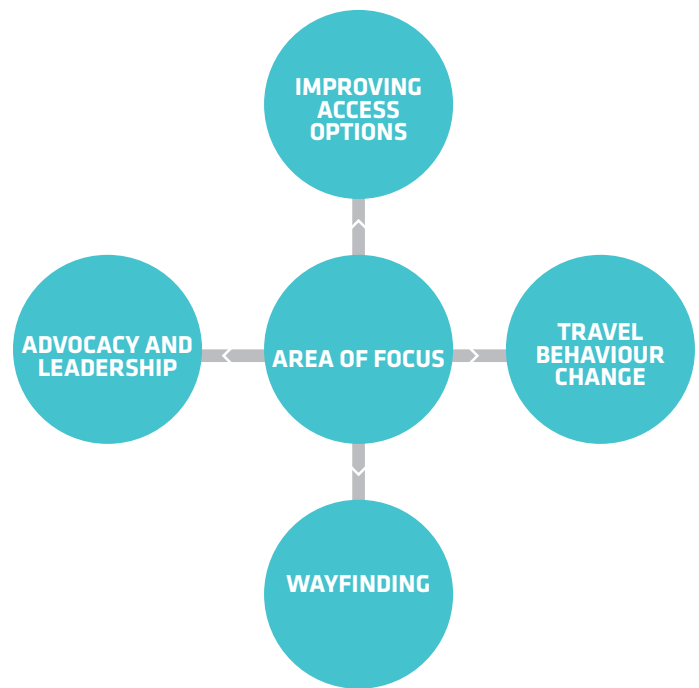 IMPROVING
ACCESS
OPTIONS
ADVOCACY AND
LEADERSHIP
AREA OF FOCUS
TRAVEL
BEHAVIOUR
CHANGE
WAYFINDING